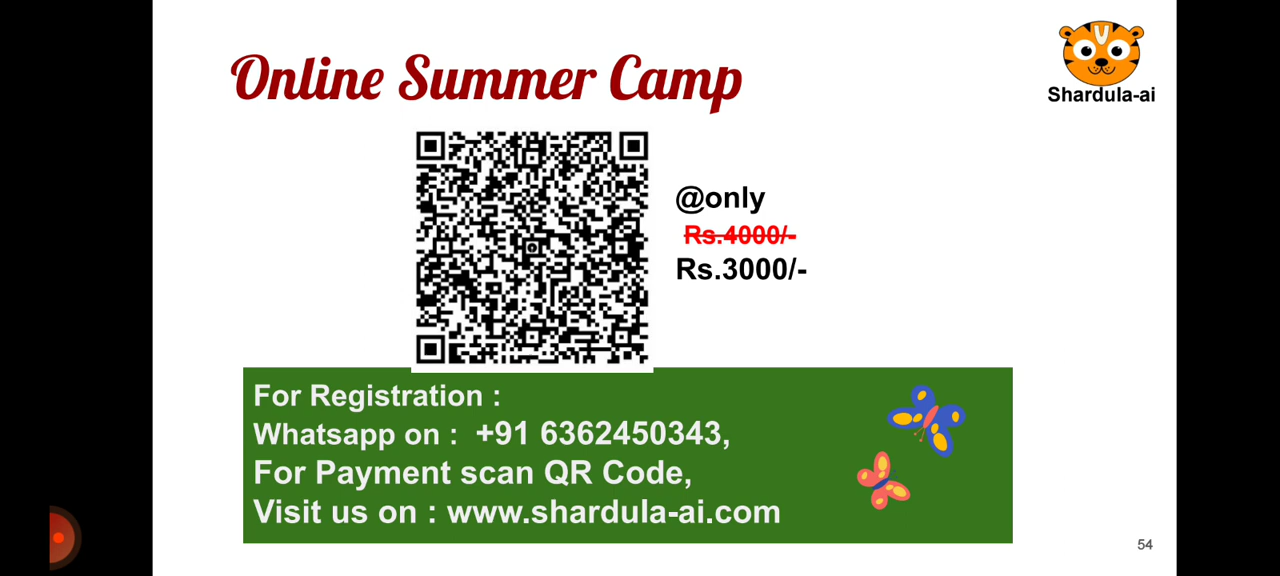 Online Summer Camp
Shardula-ai
@only
Rs.4000/-
Rs.3000/-
For Registration :
Whatsapp on :  +91 6362450343,
For Payment scan QR Code,
Visit us on : www.shardula-ai.com
54